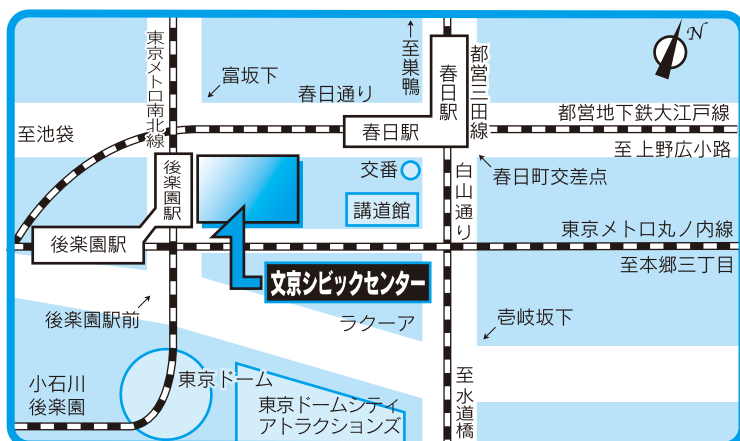 東京メトロ南北線
富坂下
春日通り
至巣鴨
春日駅
都営三田線
N
至池袋
春日駅
都営地下鉄大江戸線
至上野広小路
後楽園駅
交番
白山通り
春日町交差点
講道館
後楽園駅
東京メトロ丸ノ内線
至本郷三丁目
文京シビックセンター
後楽園駅前
ラクーア
壱岐坂下
小石川
後楽園
東京ドーム
東京ドームシティ
アトラクションズ
至水道橋